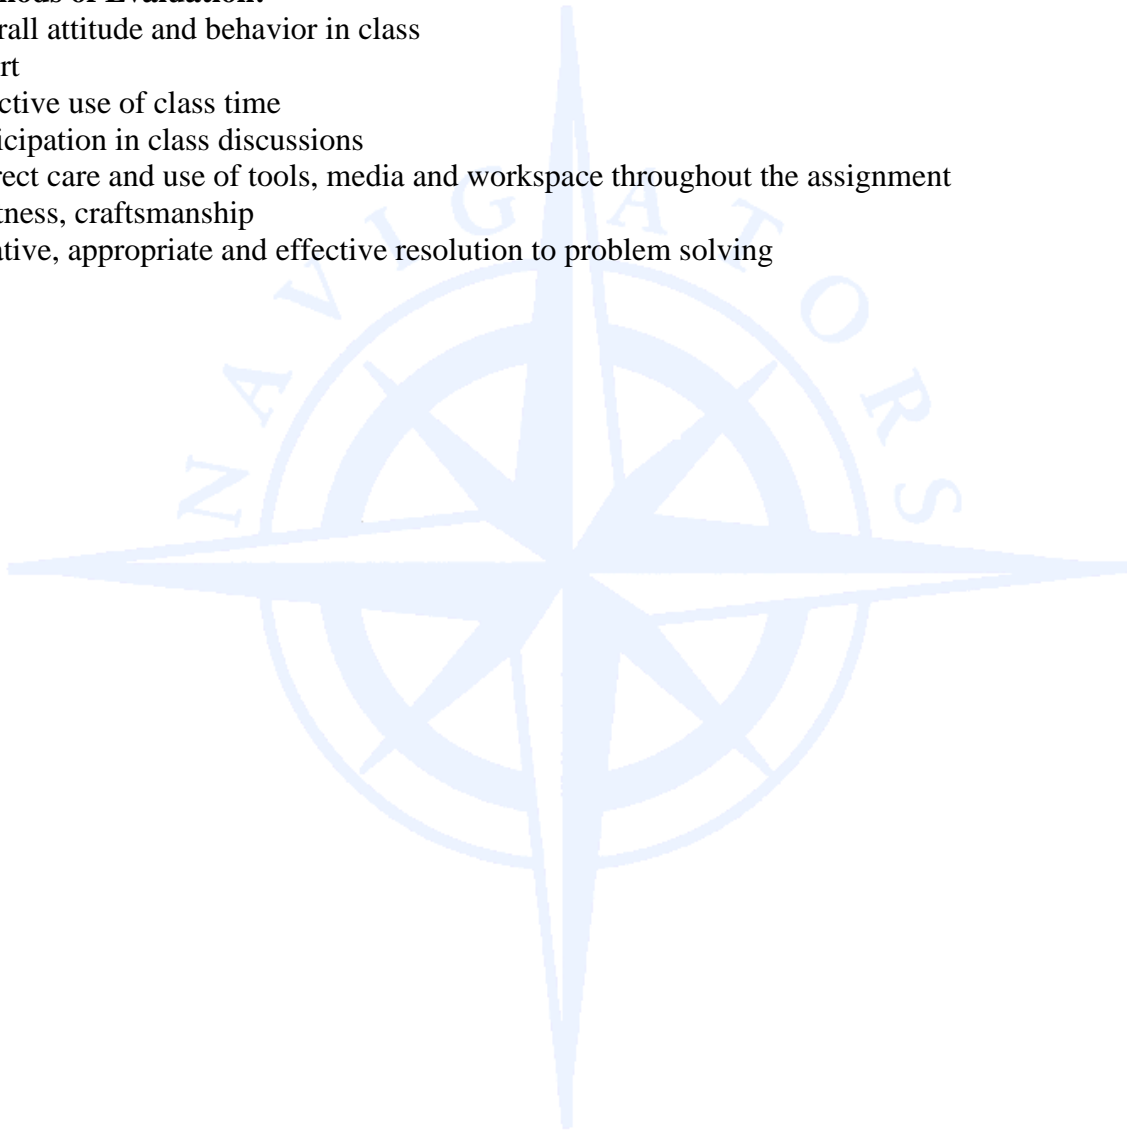 hods of Evaluation:
rall attitude and behavior in class
rt
ctive use of class time
icipation in class discussions
rect care and use of tools, media and workspace throughout the assignment
tness, craftsmanship
ative, appropriate and effective resolution to problem solving
NAVIGATORS